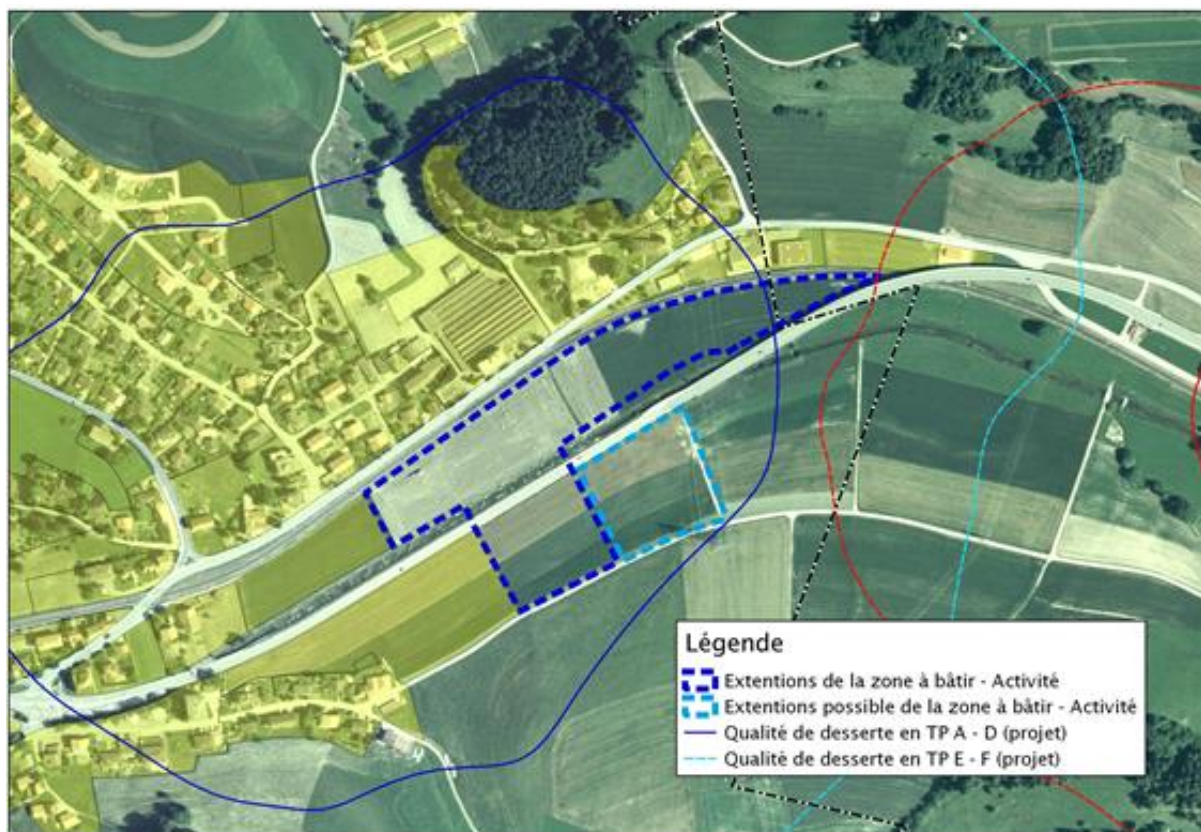 Légende
Extentions de la zone à bâtir - Activité
Extentions possible de la zone à bâtir - Activité
Qualité de desserte en TP A - D (projet)
Qualité de desserte en TP E - F (projet)